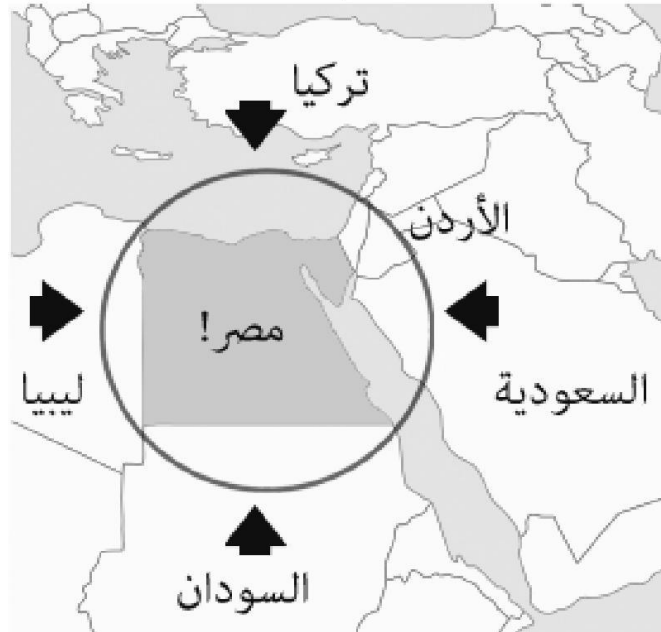 تركيا
الأردن
مصر!
ليبيا
السعودية
السودان